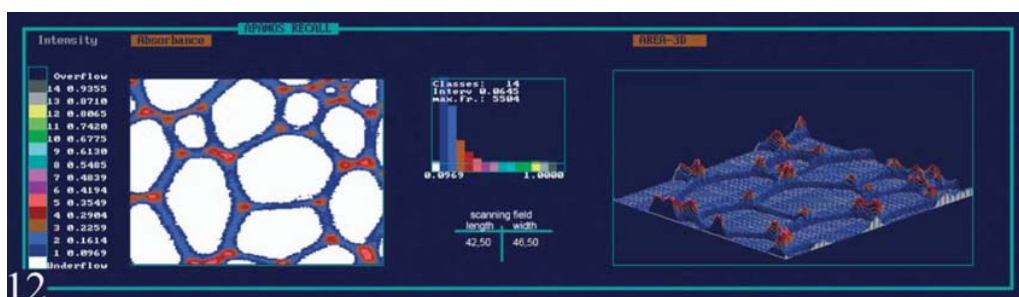 APAMOS RECALL
Intensity
Absorbance
AREA-3D
Overflow
14 0.9355
13 0.8710
12 0.8065
11 0.7420
10 0.6775
9 0.6130
8 0.5485
7 0.4839
6 0.4194
5 0.3549
4 0.2904
3 0.2259
2 0.1614
1 0.0969
Underflow
Classes: 14
Interv 0.0645
max.Fr.: 5504
0.0969 1.0000
scanning field
length width
42,50 46,50
12